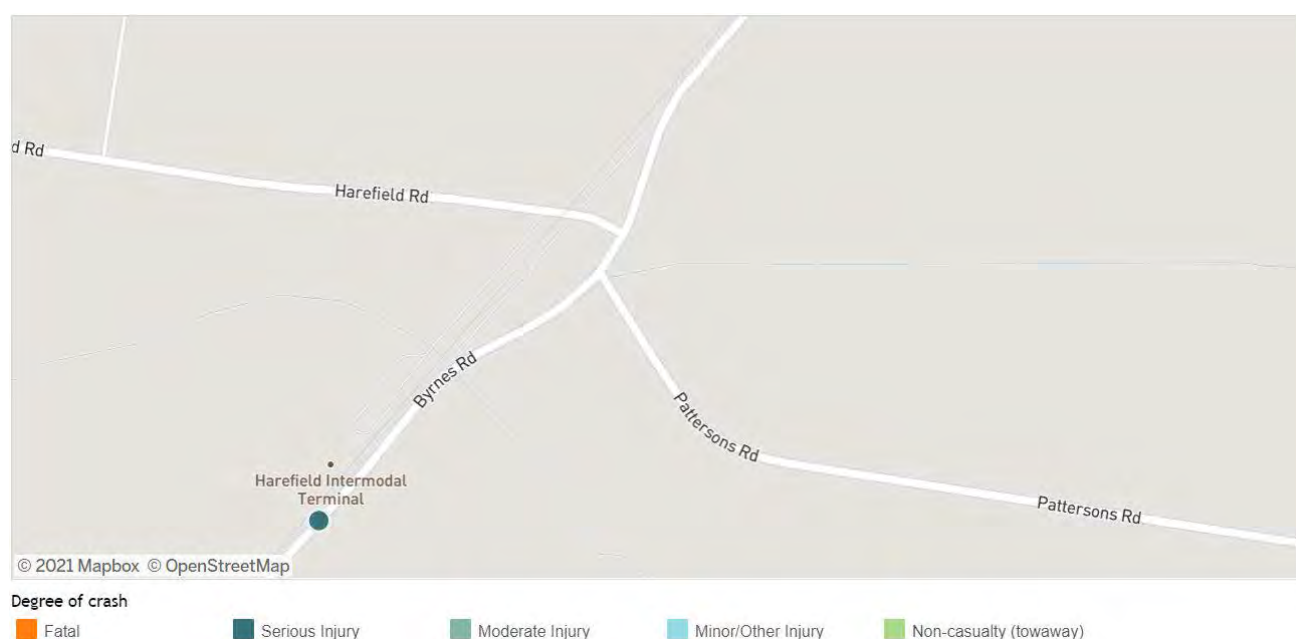 d Rd
Harefield Rd
Byrnes Rd
Pattersons Rd
Harefield Intermodal
Terminal
Pattersons Rd
© 2021 Mapbox © OpenStreetMap
Degree of crash
Fatal
Serious Injury
Moderate Injury
Minor/Other Injury
Non-casualty (towaway)